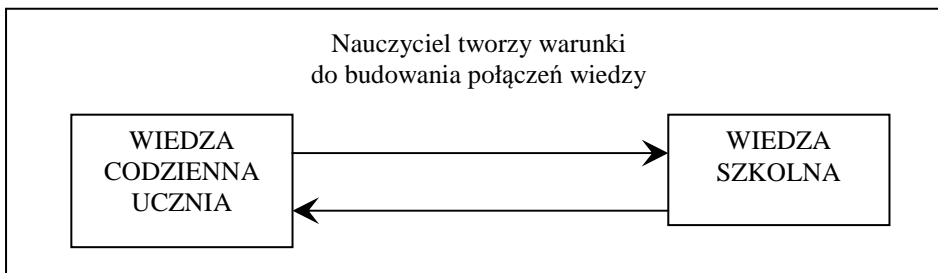 Nauczyciel tworzy warunki
do budowania połączeń wiedzy
WIEDZA
CODZIENNA
UCZNIA
WIEDZA
SZKOLNA